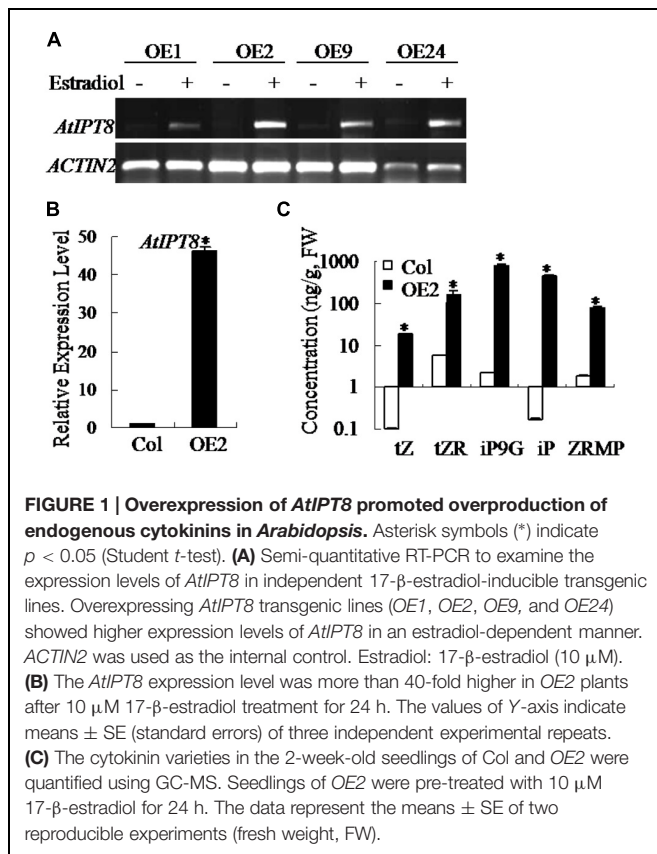 A
OE1 OE2 OE9 OE24
Estradiol - + - + - + - +
AtIPT8
ACTIN2
B
AtIPT8
*
Relative Expression Level
50
40
30
20
10
0
Col OE2
C
Col
OE2
Concentration (ng/g, FW)
1000
100
10
1
0.1
* * * * *
tZ tZR iP9G iP ZRMP
FIGURE 1 | Overexpression of AtIPT8 promoted overproduction of
endogenous cytokinins in Arabidopsis. Asterisk symbols (*) indicate
p < 0.05 (Student t-test). (A) Semi-quantitative RT-PCR to examine the
expression levels of AtIPT8 in independent 17-β-estradiol-inducible transgenic
lines. Overexpressing AtIPT8 transgenic lines (OE1, OE2, OE9, and OE24)
showed higher expression levels of AtIPT8 in an estradiol-dependent manner.
ACTIN2 was used as the internal control. Estradiol: 17-β-estradiol (10 μM).
(B) The AtIPT8 expression level was more than 40-fold higher in OE2 plants
after 10 μM 17-β-estradiol treatment for 24 h. The values of Y-axis indicate
means ± SE (standard errors) of three independent experimental repeats.
(C) The cytokinin varieties in the 2-week-old seedlings of Col and OE2 were
quantified using GC-MS. Seedlings of OE2 were pre-treated with 10 μM
17-β-estradiol for 24 h. The data represent the means ± SE of two
reproducible experiments (fresh weight, FW).